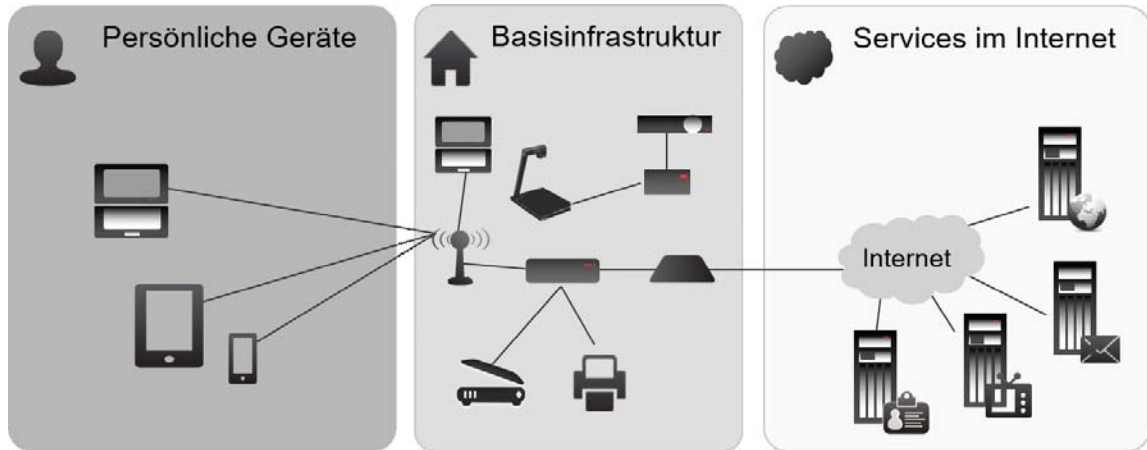 Persönliche Geräte
Basisinfrastruktur
Services im Internet
Internet